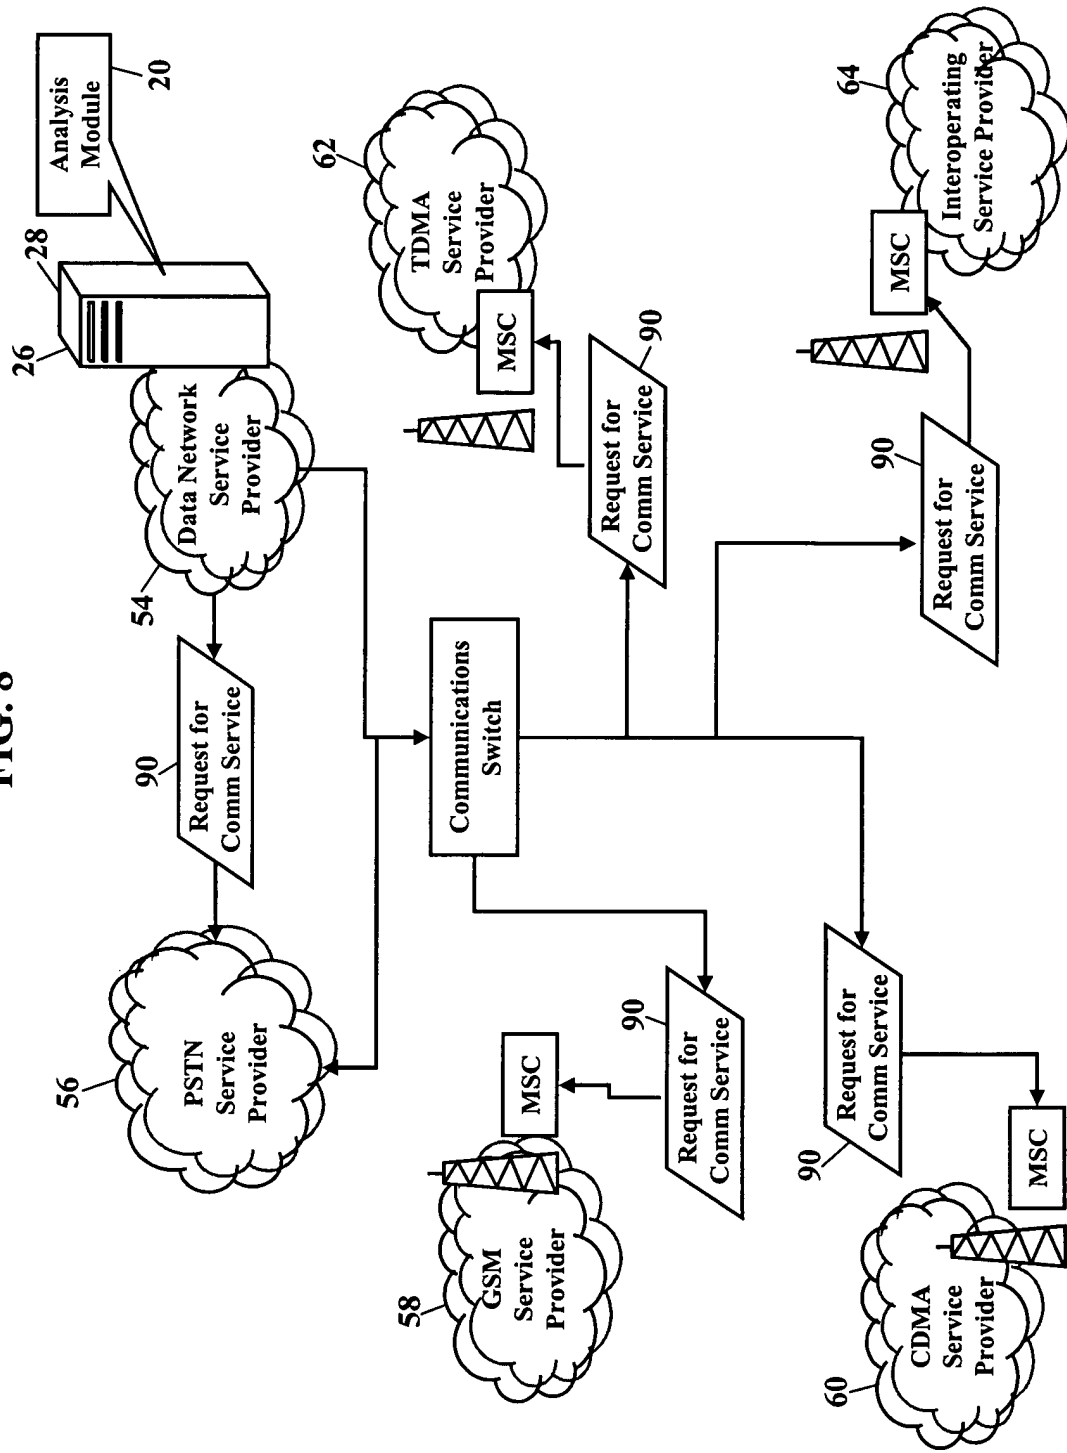 FIG. 8
Analysis
Module
20
28
26
Data Network
Service
Provider
54
90
Request for
Comm Service
PSTN
Service
Provider
56
TDMA
Service
Provider
62
MSC
90
Request for
Comm Service
Communications
Switch
Interoperating
Service Provider
64
MSC
90
Request for
Comm Service
GSM
Service
Provider
58
MSC
90
Request for
Comm Service
CDMA
Service
Provider
60
MSC
90
Request for
Comm Service